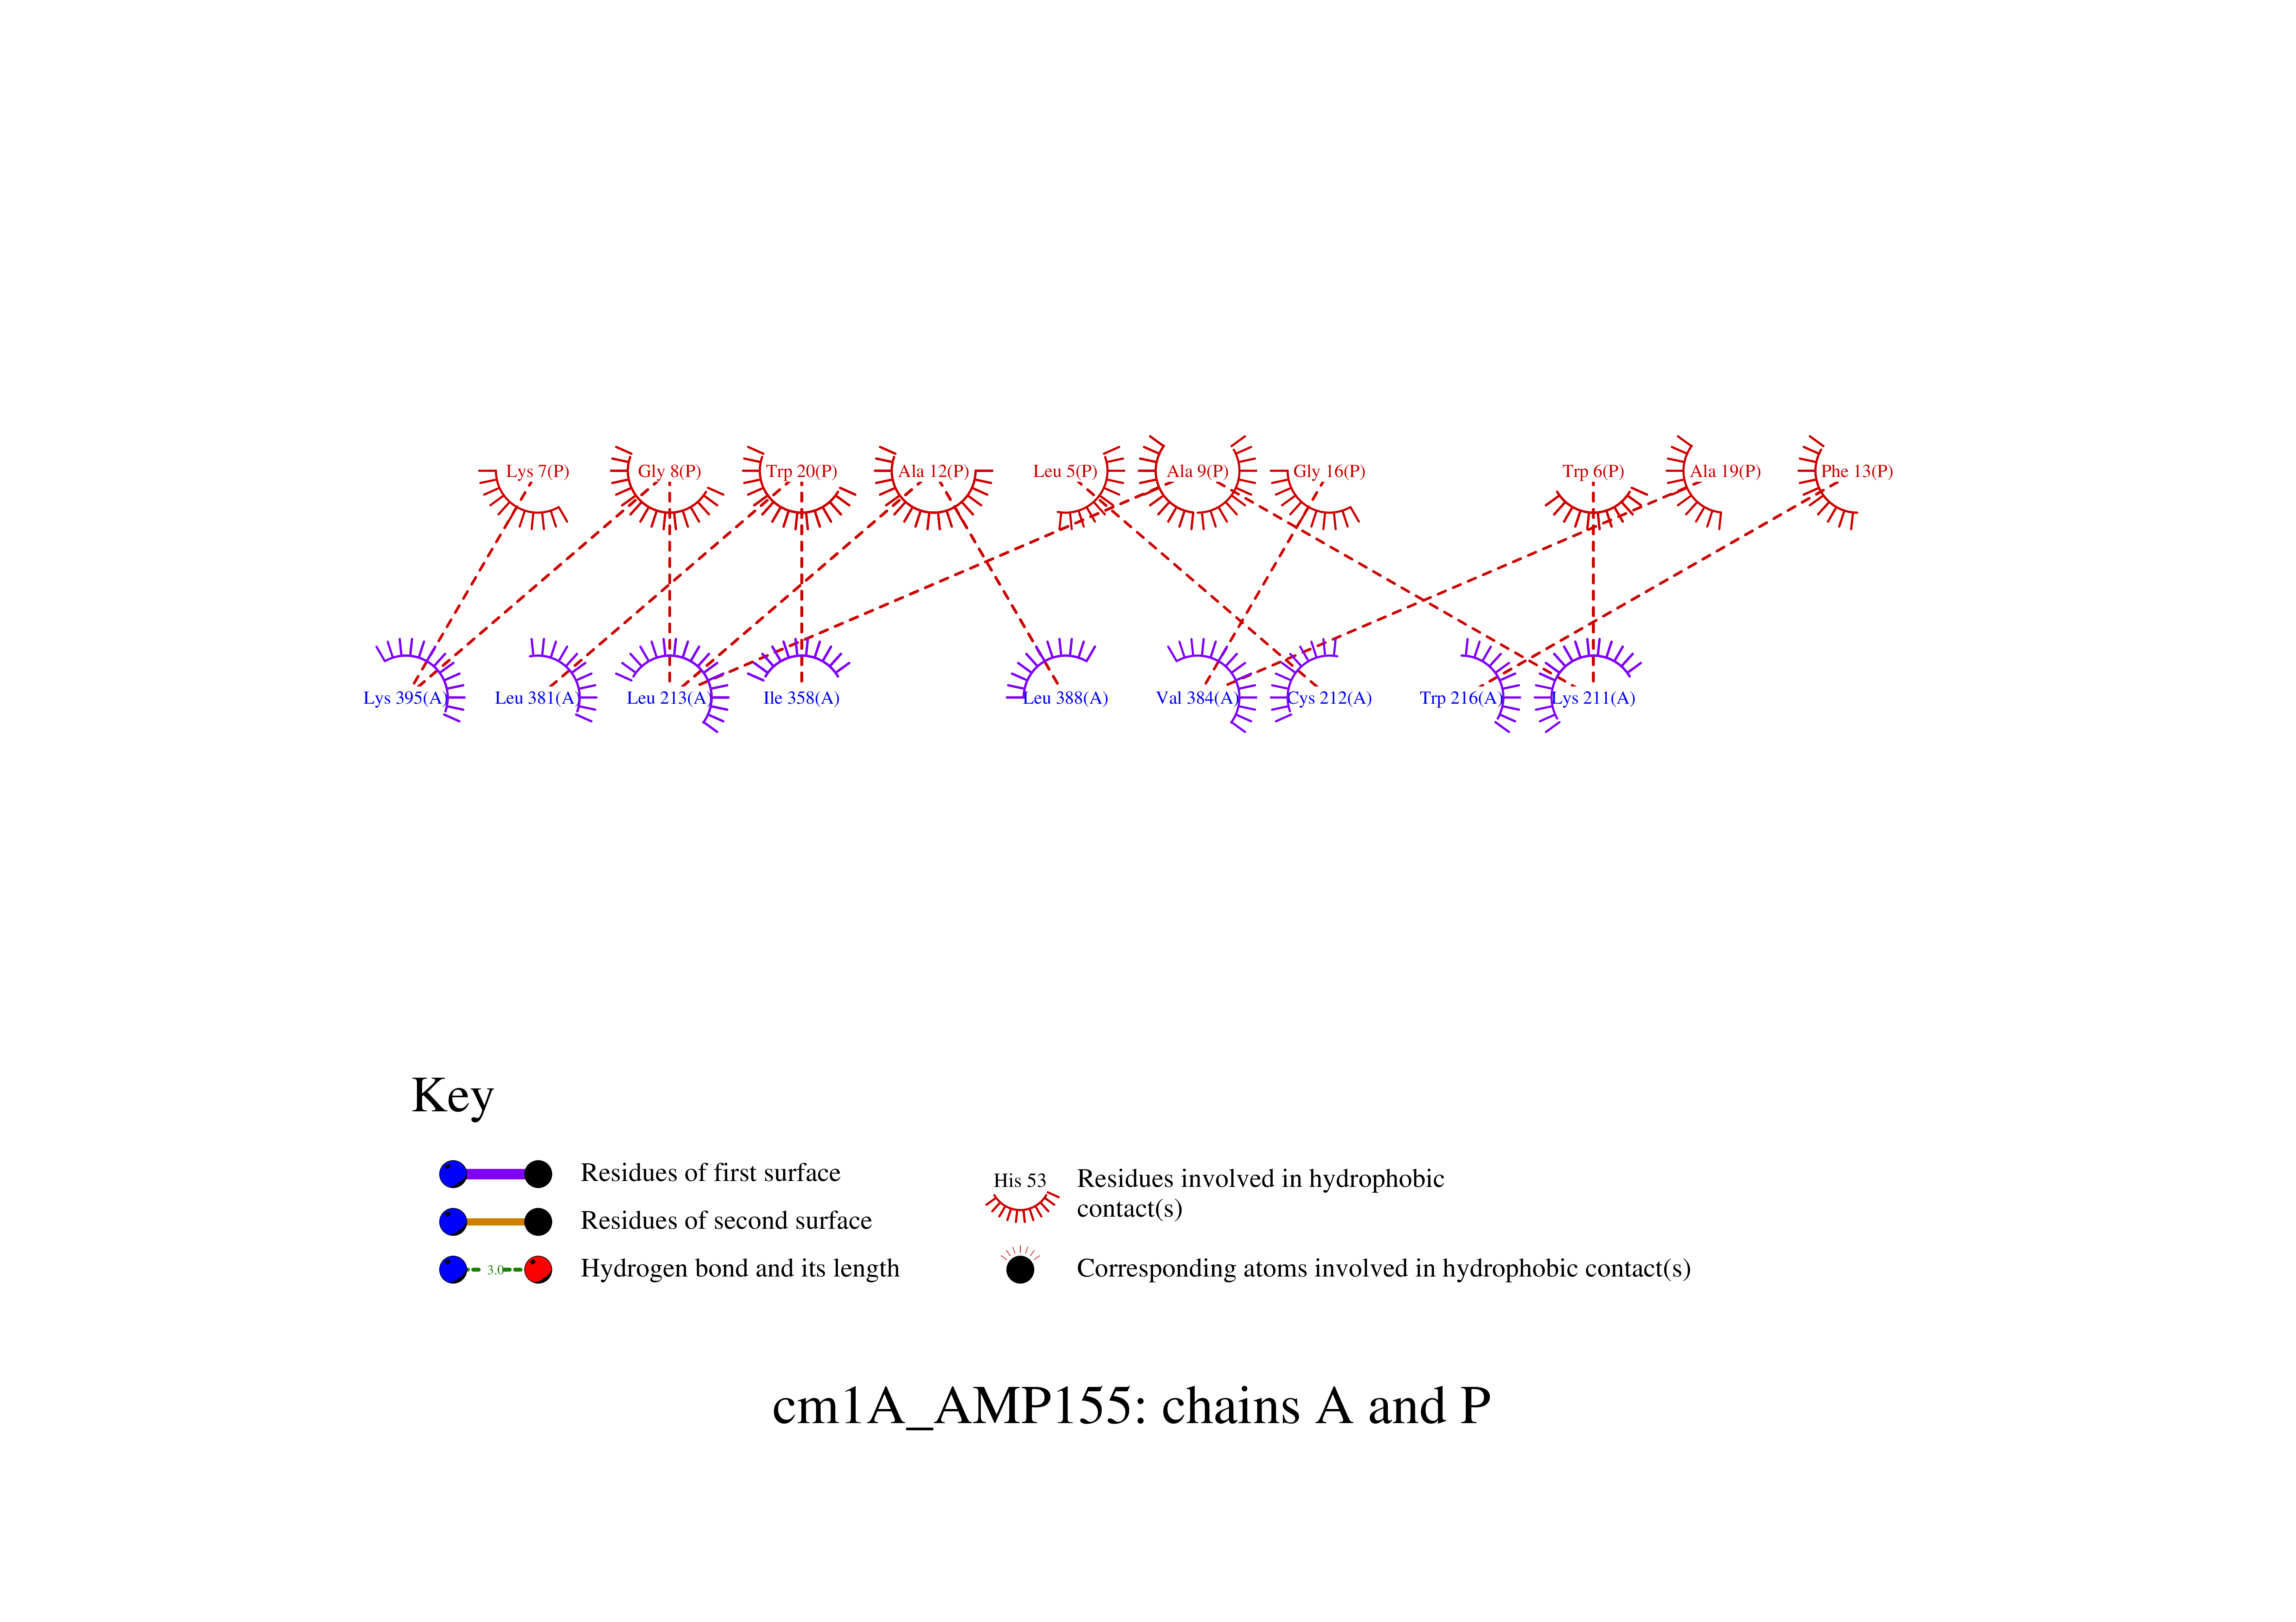 Lys 7(P) Gly 8(P) Trp 20(P) Ala 12(P) Leu 5(P) Ala 9(P) Gly 16(P) Trp 6(P) Ala 19(P) Phe 13(P)
Lys 395(A) Leu 381(A) Leu 213(A) Ile 358(A) Leu 388(A) Val 384(A) Cys 212(A) Trp 216(A) Lys 211(A)
Key
Residues of first surface
Residues of second surface
3.0 Hydrogen bond and its length
His 53 Residues involved in hydrophobic
contact(s)
Corresponding atoms involved in hydrophobic contact(s)
cm1A_AMP155: chains A and P